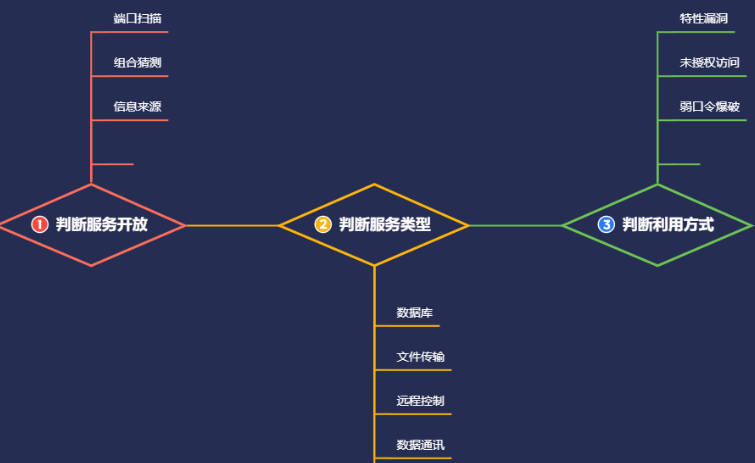 端口扫描
组合猜测
信息来源
① 判断服务开放
② 判断服务类型
数据库
文件传输
远程控制
数据通讯
特性漏洞
未授权访问
弱口令爆破
③ 判断利用方式